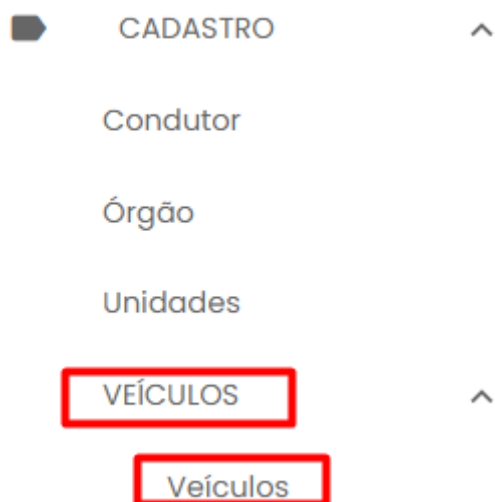 CADASTRO
Condutor
Órgão
Unidades
VEÍCULOS
Veículos